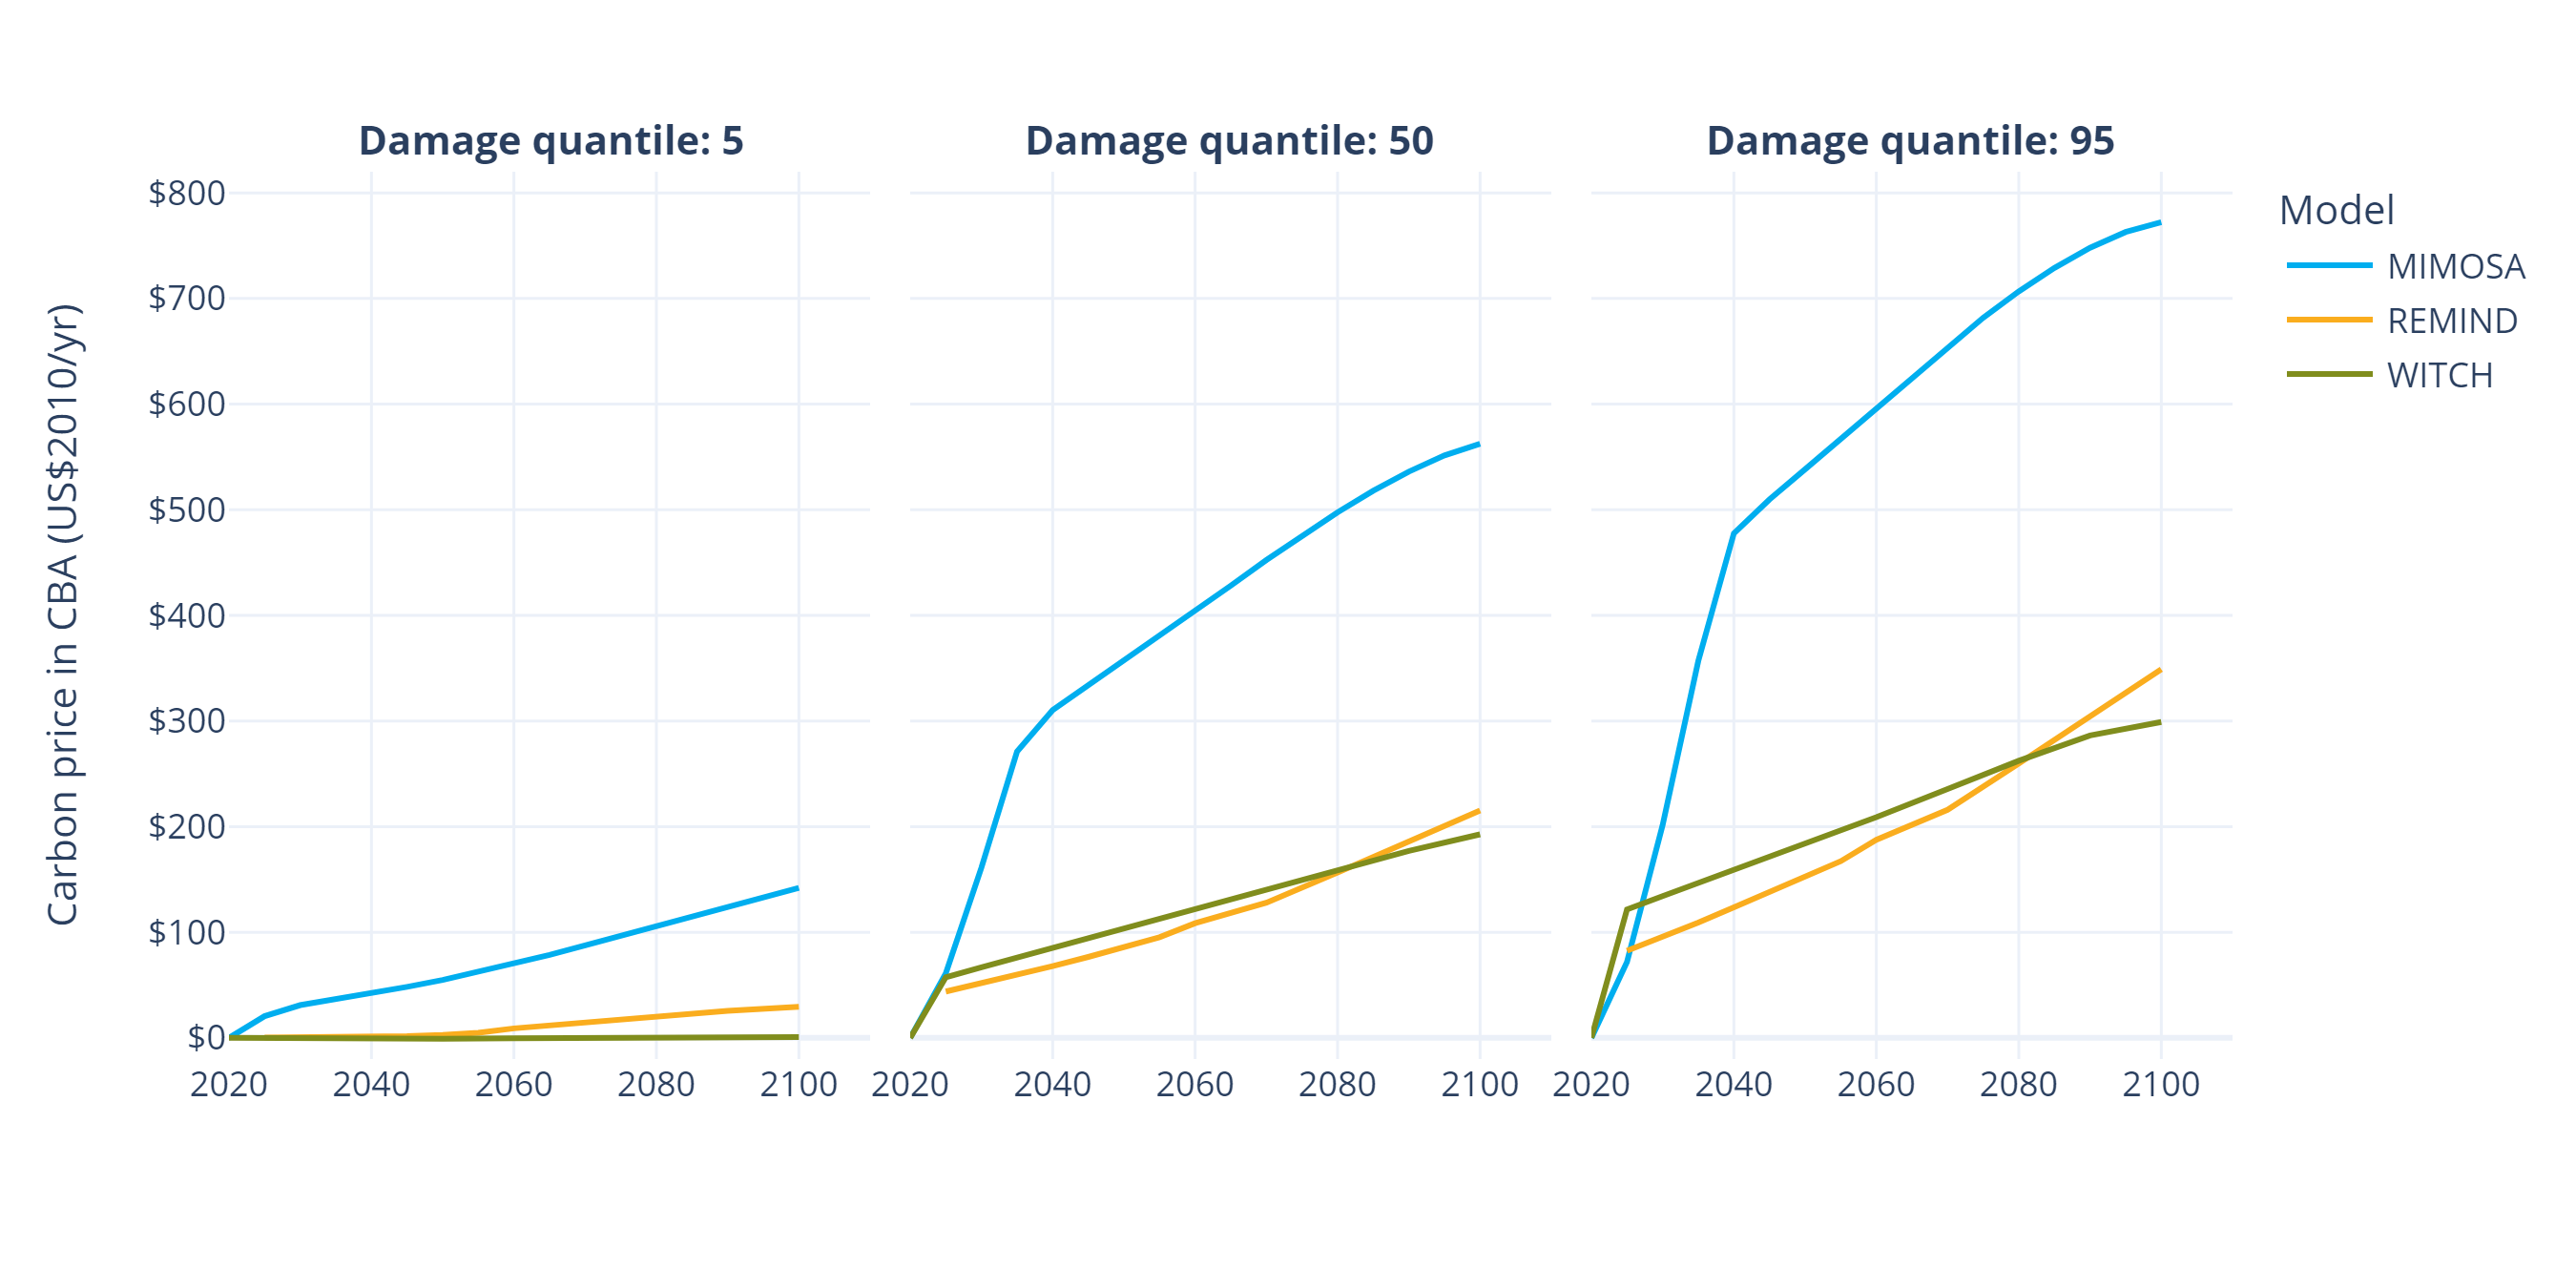 Damage quantile: 5
Damage quantile: 50
Damage quantile: 95
Carbon price in CBA (US$2010/yr)
$800
$700
$600
$500
$400
$300
$200
$100
$0
2020 2040 2060 2080 2100
2020 2040 2060 2080 2100
2020 2040 2060 2080 2100
Model
MIMOSA
REMIND
WITCH